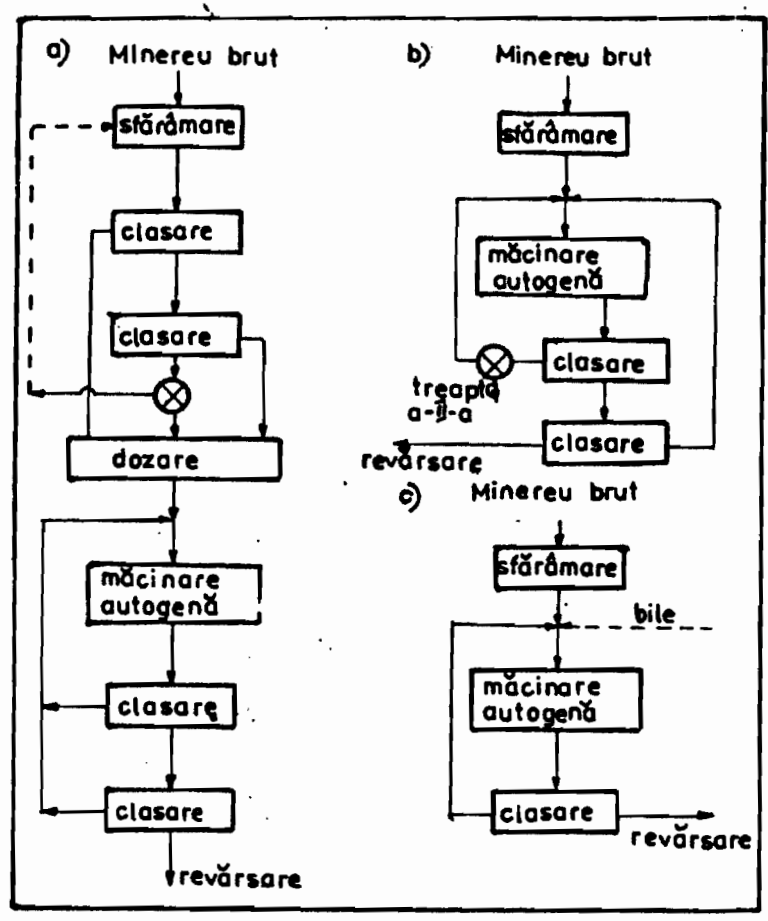 a) Minereu brut
sfărâmare
clasare
clasare
dozare
măcinare
autogenă
clasare
clasare
revărsare
b) Minereu brut
sfărâmare
măcinare
autogenă
clasare
treapta
a-II-a
clasare
revărsare
c) Minereu brut
sfărâmare
bile
măcinare
autogenă
clasare
revărsare